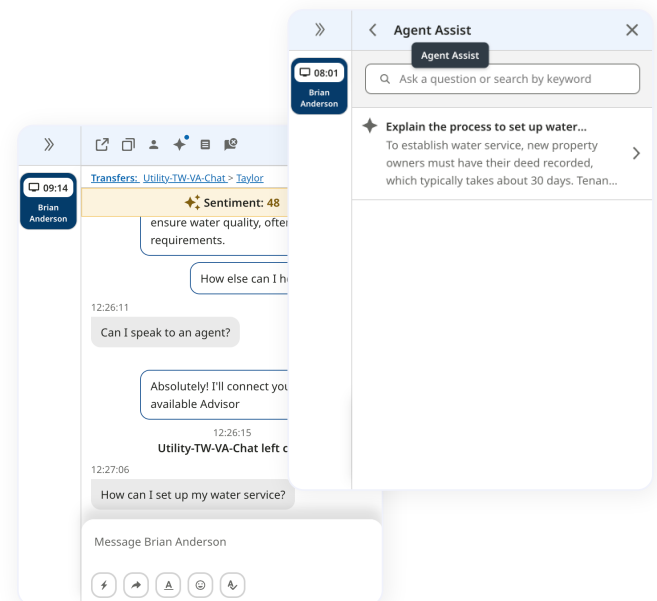 Agent Assist
Agent Assist
08:01
Brian
Anderson
Ask a question or search by keyword
Explain the process to set up water...
To establish water service, new property
owners must have their deed recorded,
which typically takes about 30 days. Tenan...
09:14
Brian
Anderson
Transfers: Utility-TW-VA-Chat > Taylor
Sentiment: 48
ensure water quality, ofte
requirements.
How else can I h
12:26:11
Can I speak to an agent?
Absolutely! I'll connect you
available Advisor
12:26:15
Utility-TW-VA-Chat left c
12:27:06
How can I set up my water service?
Message Brian Anderson